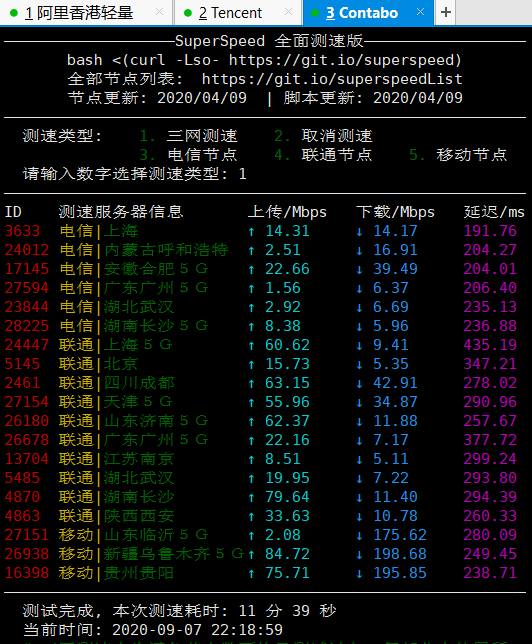 1 阿里香港轻量 × 2 Tencent × 3 Contabo × +
SuperSpeed 全面测速版
bash <(curl -Lso- https://git.io/superspeed)
全部节点列表: https://git.io/superspeedList
节点更新: 2020/04/09 | 脚本更新: 2020/04/09
测速类型: 1. 三网测速 2. 取消测速
3. 电信节点 4. 联通节点 5. 移动节点
请输入数字选择测速类型: 1
ID 测速服务器信息 上传/Mbps 下载/Mbps 延迟/ms
3633 电信|上海 ↑ 14.31 ↓ 14.17 191.76
24012 电信|内蒙古呼和浩特 ↑ 2.51 ↓ 16.91 204.27
17145 电信|安徽合肥5G ↑ 22.66 ↓ 39.49 204.01
27594 电信|广东广州5G ↑ 1.56 ↓ 6.37 206.40
23844 电信|湖北武汉 ↑ 2.92 ↓ 6.69 235.13
28225 电信|湖南长沙5G ↑ 8.38 ↓ 5.96 236.88
24447 联通|上海5G ↑ 60.62 ↓ 9.41 435.19
5145 联通|北京 ↑ 15.73 ↓ 5.35 347.21
2461 联通|四川成都 ↑ 63.15 ↓ 42.91 278.02
27154 联通|天津5G ↑ 55.96 ↓ 34.87 290.96
26180 联通|山东济南5G ↑ 62.37 ↓ 11.88 257.67
26678 联通|广东广州5G ↑ 22.16 ↓ 7.17 377.72
13704 联通|江苏南京 ↑ 8.51 ↓ 5.11 299.24
5485 联通|湖北武汉 ↑ 19.95 ↓ 7.22 293.80
4870 联通|湖南长沙 ↑ 79.64 ↓ 11.40 294.39
4863 联通|陕西西安 ↑ 33.63 ↓ 10.78 260.33
27151 移动|山东临沂5G ↑ 2.08 ↓ 175.62 280.09
26938 移动|新疆乌鲁木齐5G ↑ 84.72 ↓ 198.68 249.45
16398 移动|贵州贵阳 ↑ 75.71 ↓ 195.85 238.71
测试完成, 本次测速耗时: 11 分 39 秒
当前时间: 2020-09-07 22:18:59